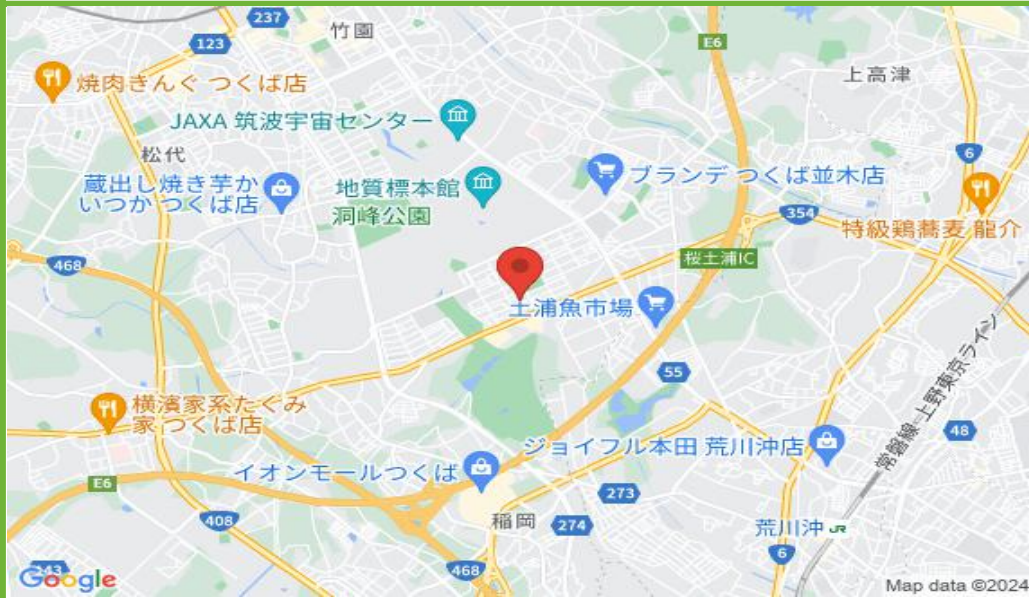 237
竹園
123
E6
上高津
焼肉きんぐ つくば店
JAXA 筑波宇宙センター
6
松代
蔵出し焼き芋か
いつか つくば店
地質標本館
洞峰公園
ブランデ つくば並木店
354
特級鶏蕎麦 龍介
468
桜土浦IC
土浦魚市場
55
常磐線·上野東京ライン
横濱家系たくみ
家 つくば店
ジョイフル本田 荒川沖店
48
イオンモールつくば
E6
273
408
稲岡
274
荒川沖 JR
6
468
243
Google
Map data ©2024